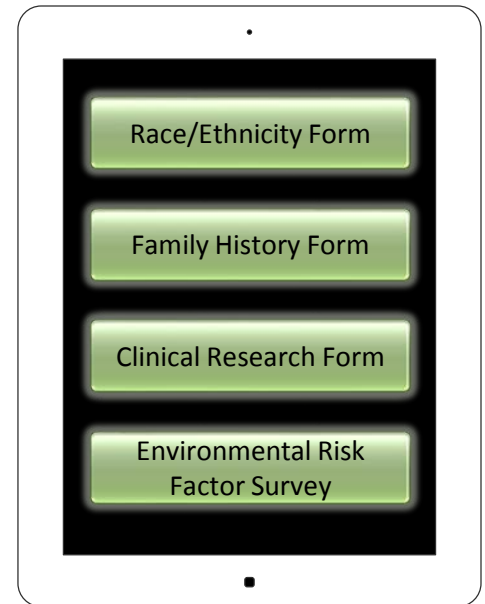 Race/Ethnicity Form
Family History Form
Clinical Research Form
Environmental Risk
Factor Survey